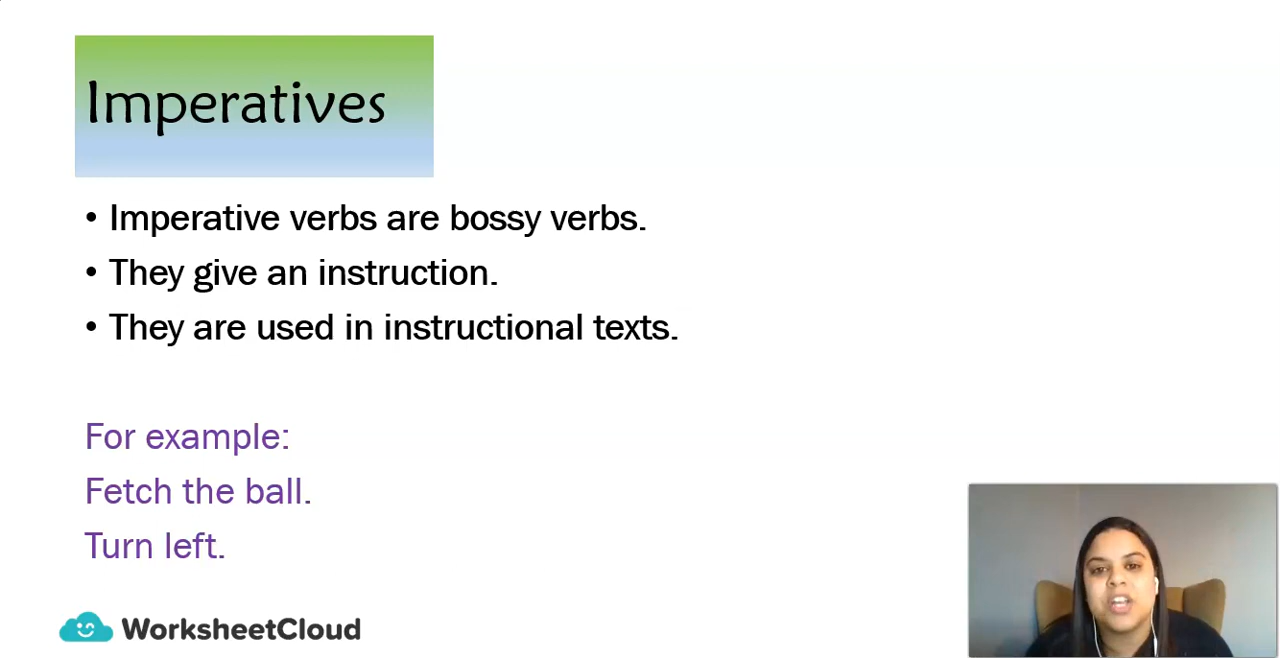 Imperatives
• Imperative verbs are bossy verbs.
• They give an instruction.
• They are used in instructional texts.
For example:
Fetch the ball.
Turn left.
WorksheetCloud